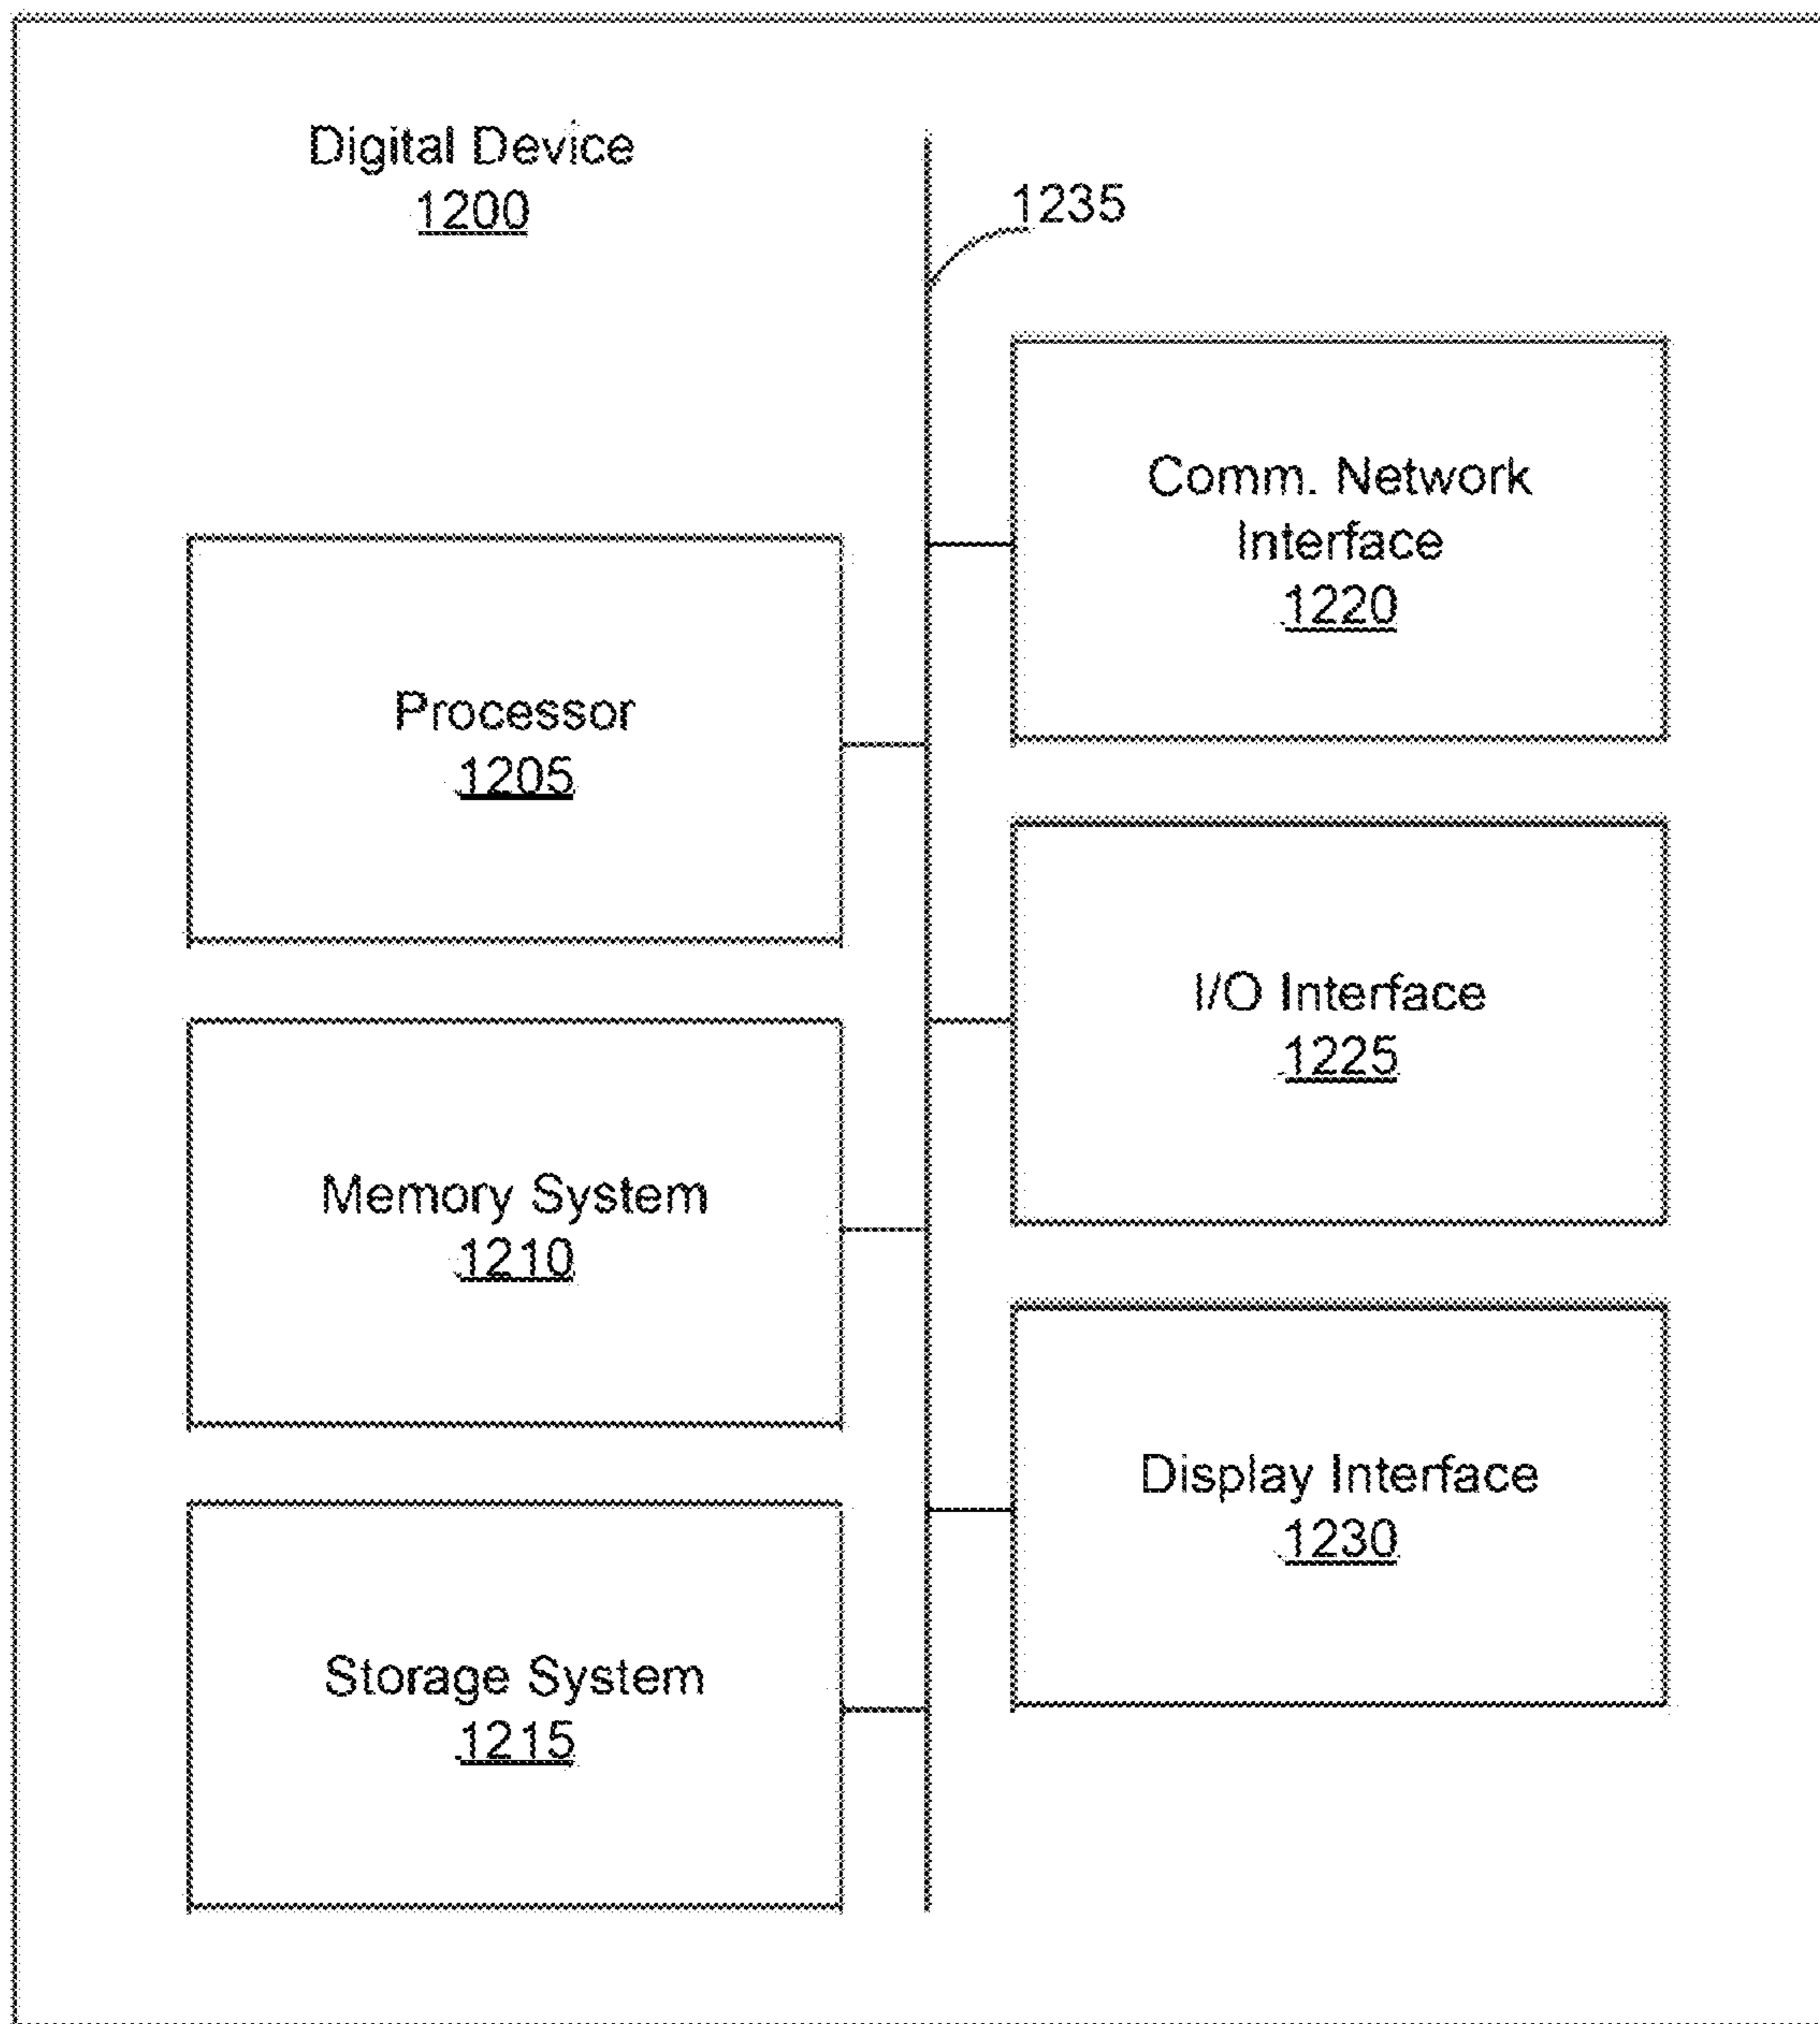 Digital Device
1200
1235
Comm. Network
Interface
1220
Processor
1205
I/O Interface
1225
Memory System
1210
Display Interface
1230
Storage System
1215